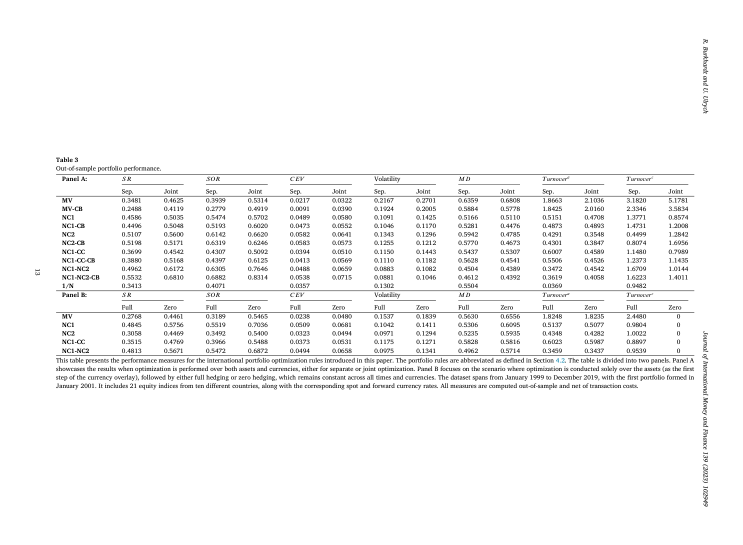 R. Burkhardt and U. Ulrych
Table 3
Out-of-sample portfolio performance.
Panel A: SR SOR CEV Volatility MD Turnoverᵃ Turnoverᶜ
Sep. Joint Sep. Joint Sep. Joint Sep. Joint Sep. Joint Sep. Joint Sep. Joint
MV 0.3481 0.4625 0.3939 0.5314 0.0217 0.0322 0.2167 0.2701 0.6359 0.6808 1.8663 2.1036 3.1820 5.1781
MV-CB 0.2488 0.4119 0.2779 0.4919 0.0091 0.0390 0.1924 0.2005 0.5884 0.5778 1.8425 2.0160 2.3346 3.5834
NC1 0.4586 0.5035 0.5474 0.5702 0.0489 0.0580 0.1091 0.1425 0.5166 0.5110 0.5151 0.4708 1.3771 0.8574
NC1-CB 0.4496 0.5048 0.5193 0.6020 0.0473 0.0552 0.1046 0.1170 0.5281 0.4476 0.4873 0.4893 1.4731 1.2008
NC2 0.5107 0.5600 0.6142 0.6620 0.0582 0.0641 0.1343 0.1296 0.5942 0.4785 0.4291 0.3548 0.4499 1.2842
NC2-CB 0.5198 0.5171 0.6319 0.6246 0.0583 0.0573 0.1255 0.1212 0.5770 0.4673 0.4301 0.3847 0.8074 1.6956
NC1-CC 0.3699 0.4542 0.4307 0.5092 0.0394 0.0510 0.1150 0.1443 0.5437 0.5307 0.6007 0.4589 1.1480 0.7989
NC1-CC-CB 0.3880 0.5168 0.4397 0.6125 0.0413 0.0569 0.1110 0.1182 0.5628 0.4541 0.5506 0.4526 1.2373 1.1435
NC1-NC2 0.4962 0.6172 0.6305 0.7646 0.0488 0.0659 0.0883 0.1082 0.4504 0.4389 0.3472 0.4542 1.6709 1.0144
NC1-NC2-CB 0.5532 0.6810 0.6882 0.8314 0.0538 0.0715 0.0881 0.1046 0.4612 0.4392 0.3619 0.4058 1.6223 1.4011
1/N 0.3413 0.4071 0.0357 0.1302 0.5504 0.0369 0.9482
Panel B: SR SOR CEV Volatility MD Turnoverᵃ Turnoverᶜ
Full Zero Full Zero Full Zero Full Zero Full Zero Full Zero Full Zero
MV 0.2768 0.4461 0.3189 0.5465 0.0238 0.0480 0.1537 0.1839 0.5630 0.6556 1.8248 1.8235 2.4480 0
NC1 0.4845 0.5756 0.5519 0.7036 0.0509 0.0681 0.1042 0.1411 0.5306 0.6095 0.5137 0.5077 0.9804 0
NC2 0.3058 0.4469 0.3492 0.5400 0.0323 0.0494 0.0971 0.1294 0.5235 0.5935 0.4348 0.4282 1.0022 0
NC1-CC 0.3515 0.4769 0.3966 0.5488 0.0373 0.0531 0.1175 0.1271 0.5828 0.5816 0.6023 0.5987 0.8897 0
NC1-NC2 0.4813 0.5671 0.5472 0.6872 0.0494 0.0658 0.0975 0.1341 0.4962 0.5714 0.3459 0.3437 0.9539 0
This table presents the performance measures for the international portfolio optimization rules introduced in this paper. The portfolio rules are abbreviated as defined in Section 4.2. The table is divided into two panels. Panel A
showcases the results when optimization is performed over both assets and currencies, either for separate or joint optimization. Panel B focuses on the scenario where optimization is conducted solely over the assets (as the first
step of the currency overlay), followed by either full hedging or zero hedging, which remains constant across all times and currencies. The dataset spans from January 1999 to December 2019, with the first portfolio formed in
January 2001. It includes 21 equity indices from ten different countries, along with the corresponding spot and forward currency rates. All measures are computed out-of-sample and net of transaction costs.
13
Journal of International Money and Finance 139 (2023) 102949